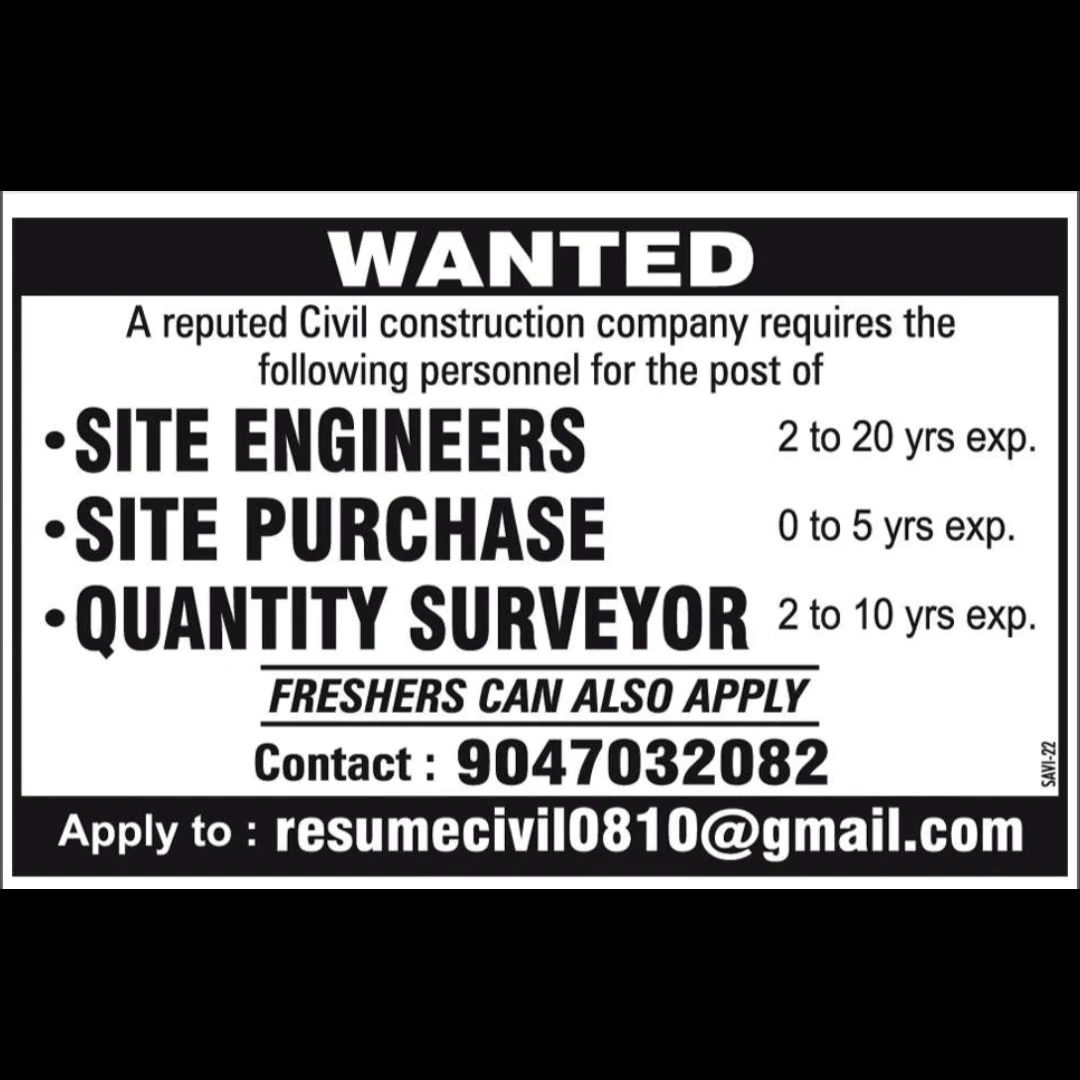 WANTED
A reputed Civil construction company requires the
following personnel for the post of
•SITE ENGINEERS 2 to 20 yrs exp.
•SITE PURCHASE 0 to 5 yrs exp.
•QUANTITY SURVEYOR 2 to 10 yrs exp.
FRESHERS CAN ALSO APPLY
Contact : 9047032082
SAVI-22
Apply to : resumecivil0810@gmail.com